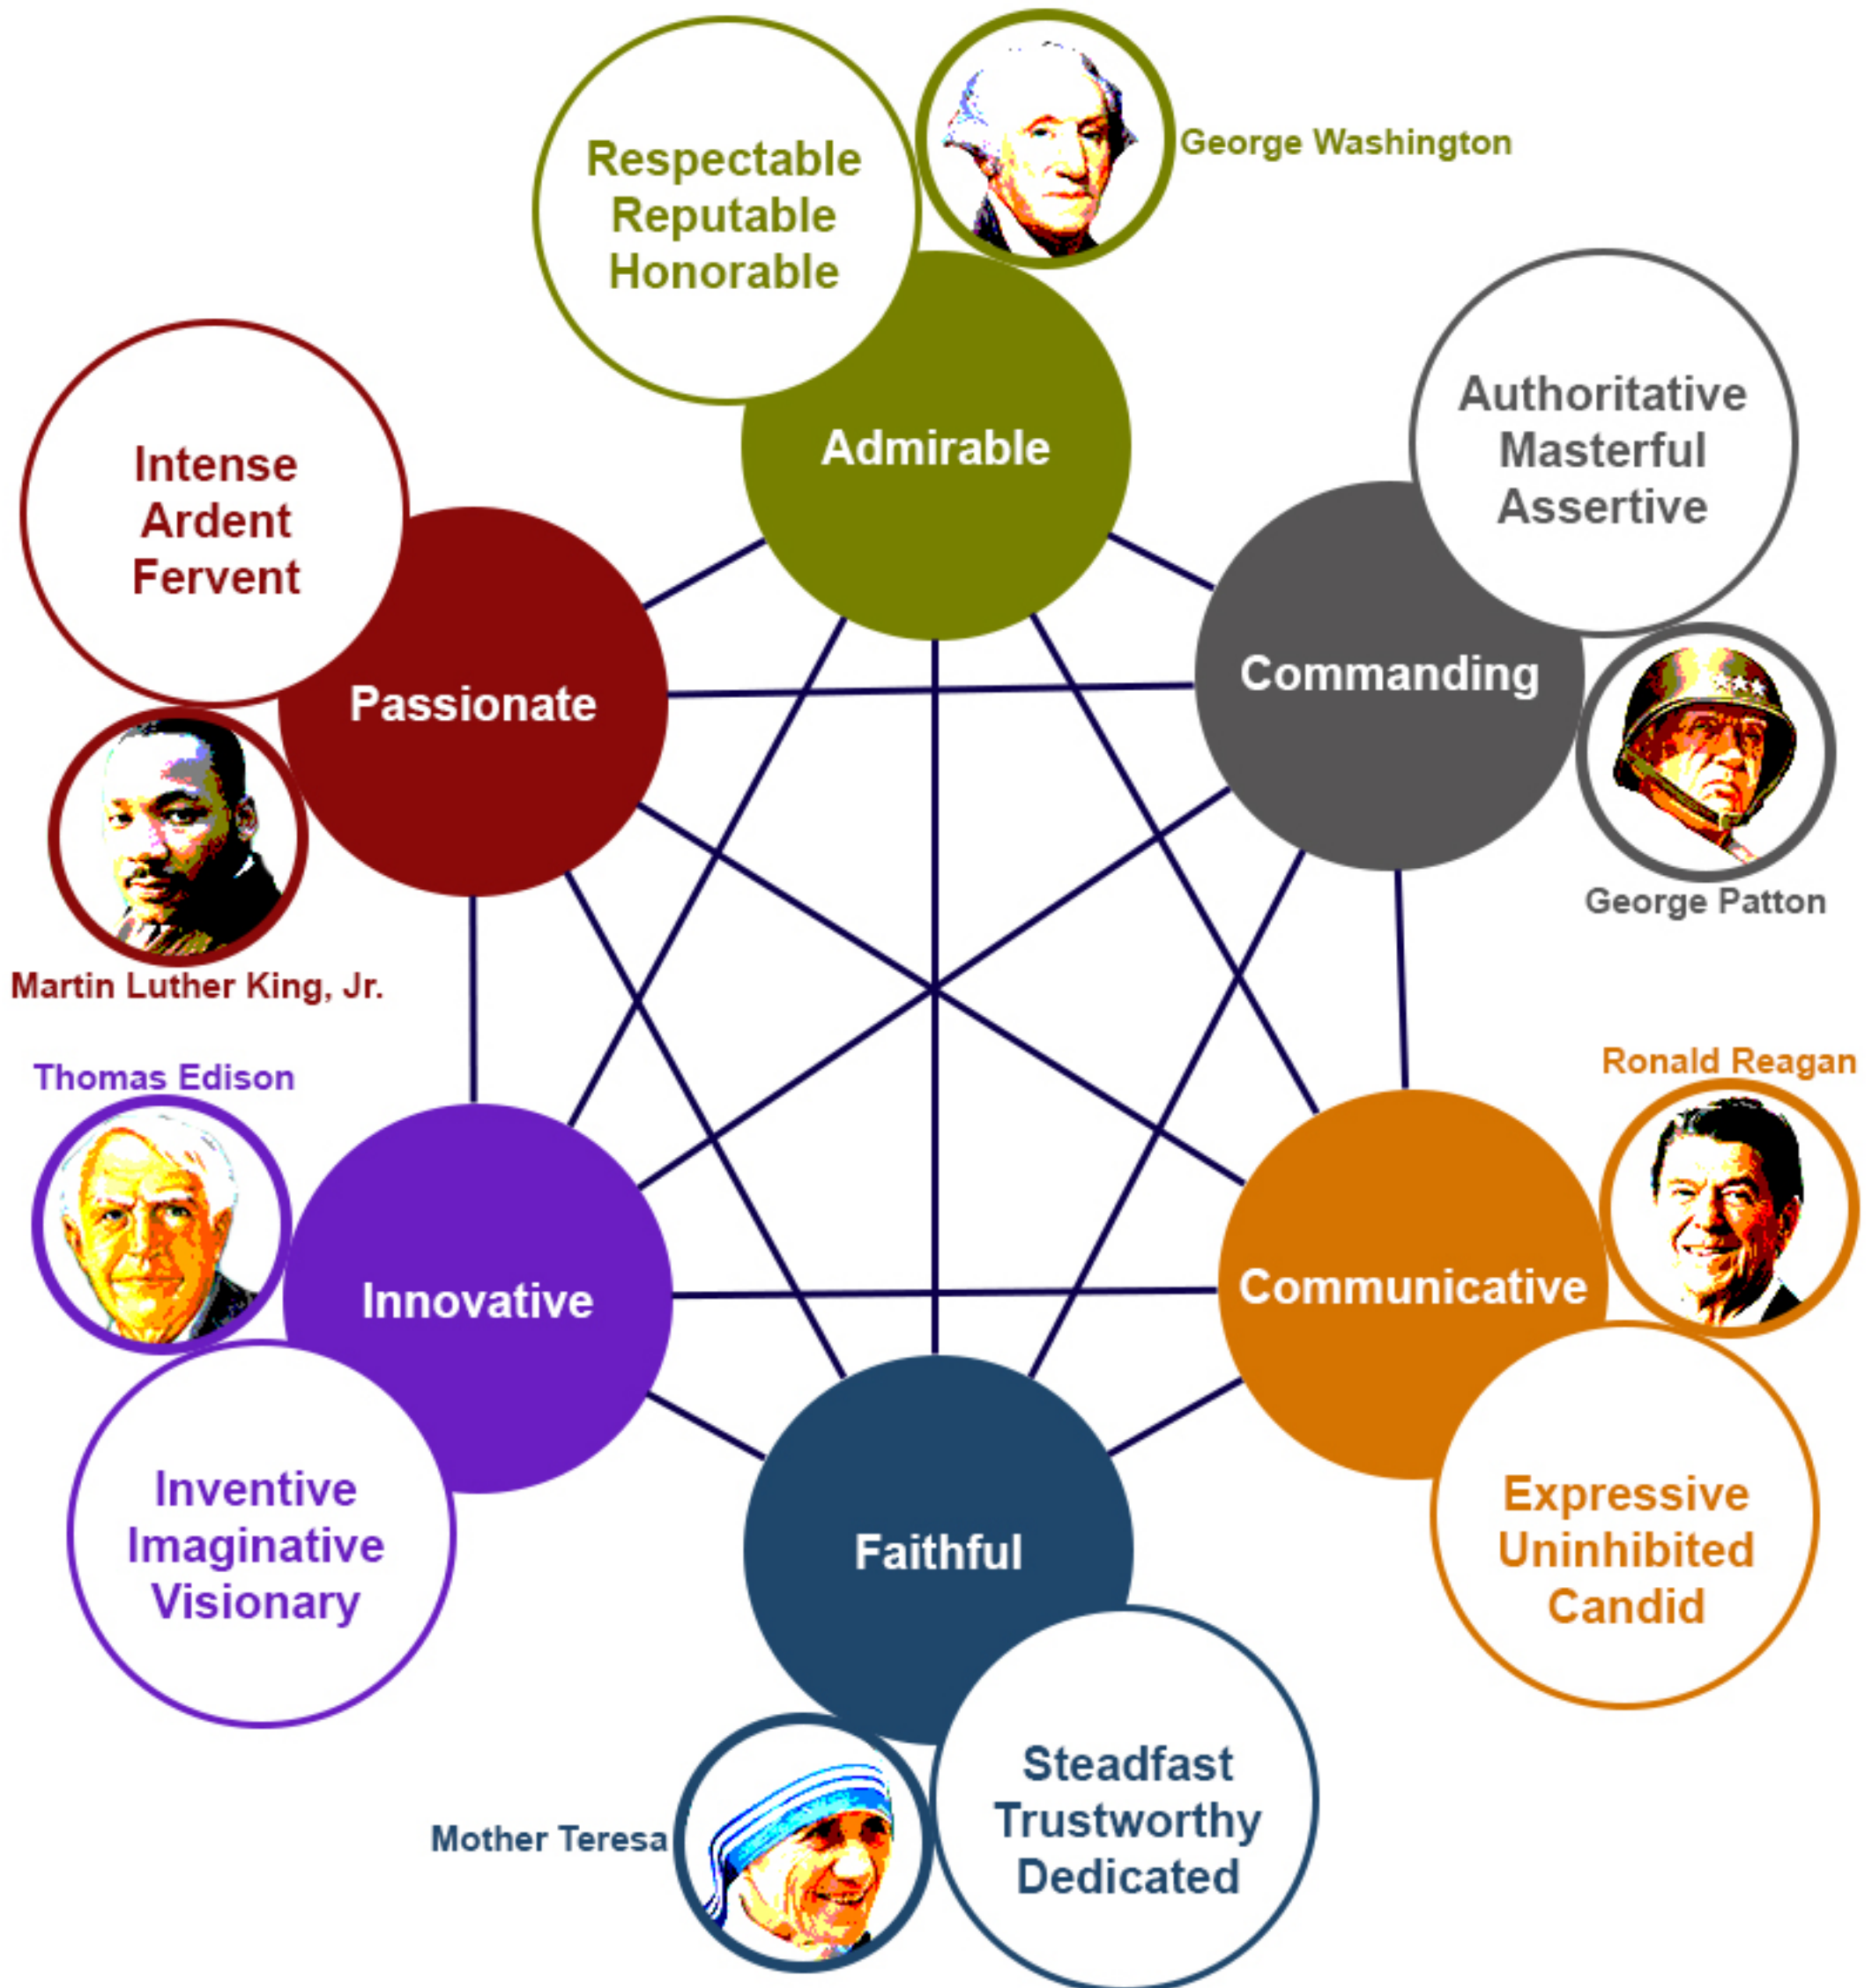 Respectable
Reputable
Honorable
George Washington
Admirable
Authoritative
Masterful
Assertive
Commanding
George Patton
Intense
Ardent
Fervent
Passionate
Martin Luther King, Jr.
Thomas Edison
Innovative
Inventive
Imaginative
Visionary
Ronald Reagan
Communicative
Expressive
Uninhibited
Candid
Faithful
Mother Teresa
Steadfast
Trustworthy
Dedicated